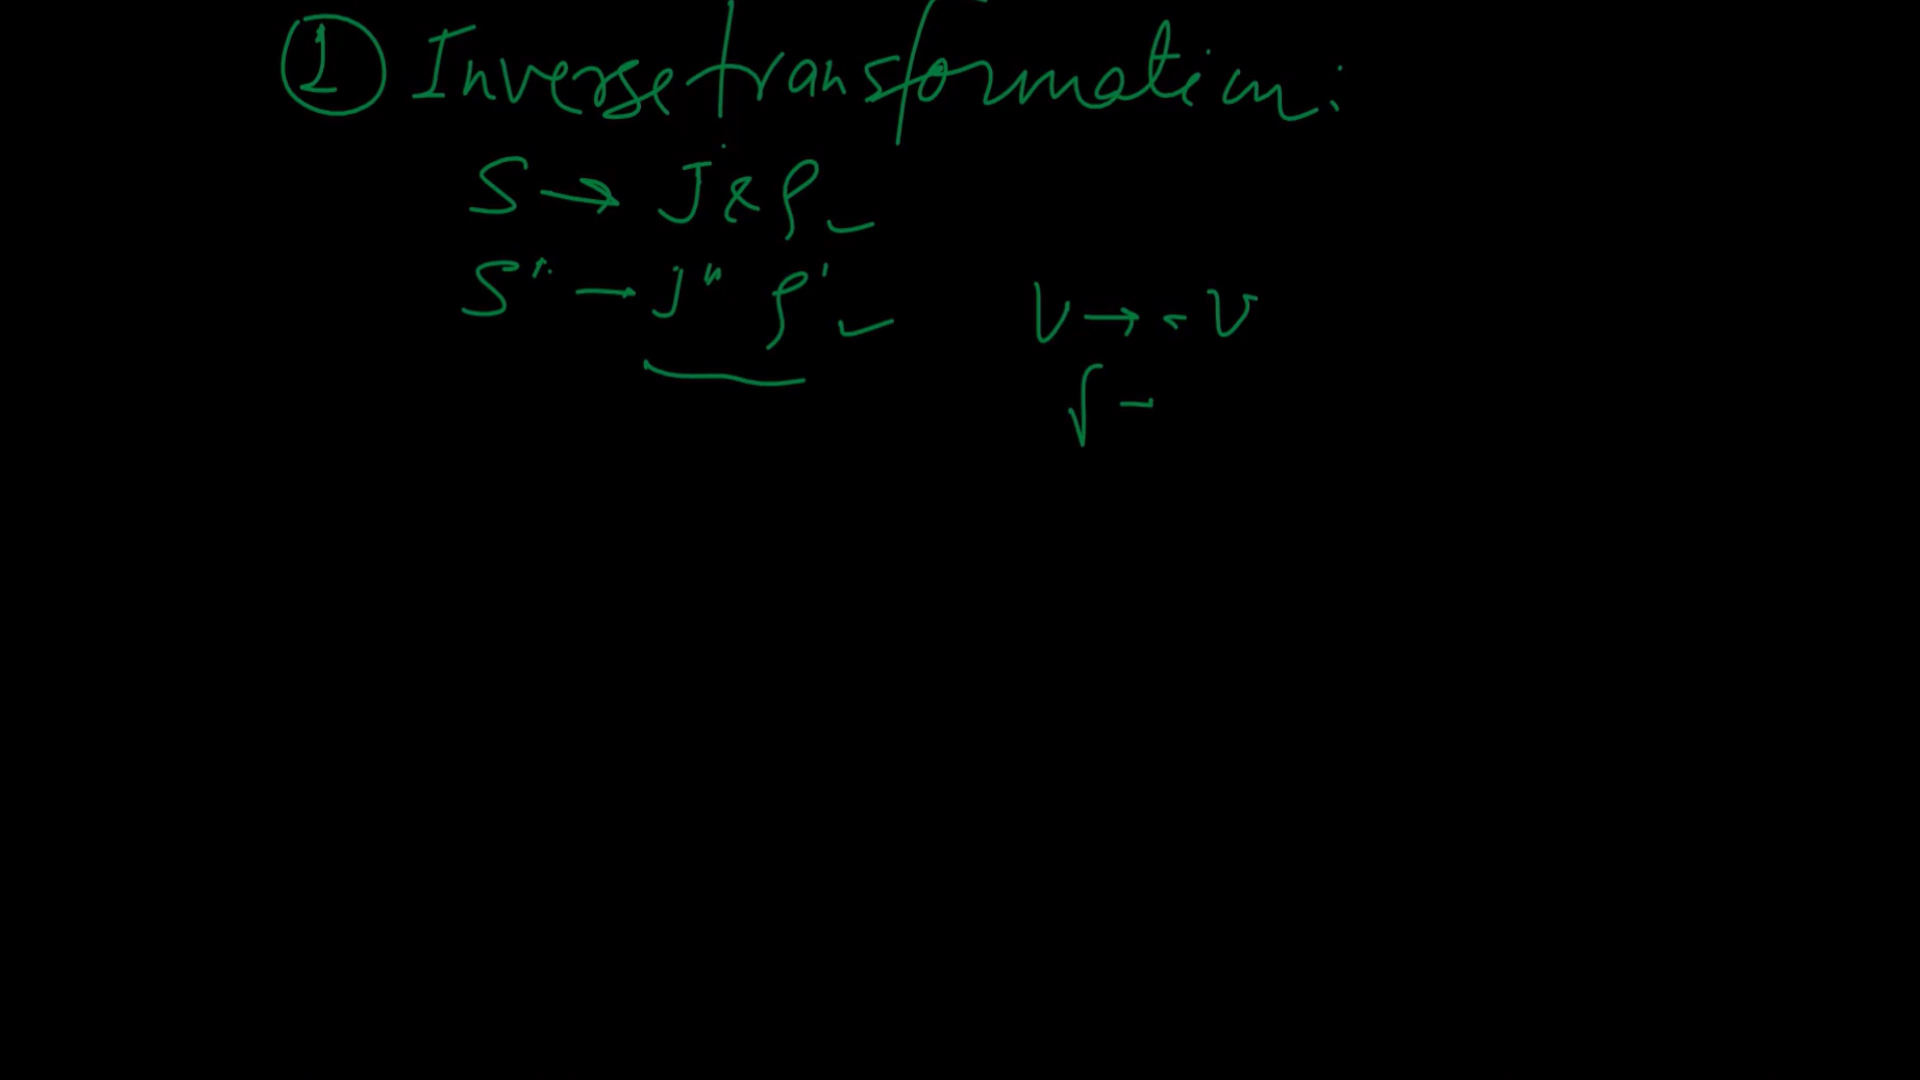 ① Inverse transformation:
S → J & ρ
S' → J' ρ'
V → - V
√ -